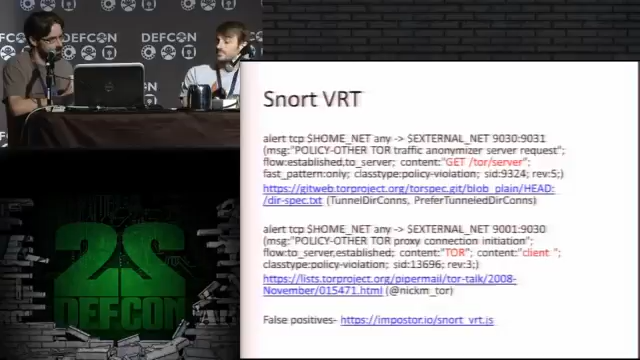 DEFCON
DEFCON
DEFCON
Snort VRT
alert tcp $HOME_NET any -> $EXTERNAL_NET 9030:9031
(msg:"POLICY-OTHER TOR traffic anonymizer server request";
flow:established,to_server; content:"GET /tor/server";
fast_pattern:only; classtype:policy-violation; sid:9324; rev:5;)
https://gitweb.torproject.org/torspec.git/blob_plain/HEAD:
/dir-spec.txt (TunnelDirConns, PreferTunneledDirConns)
alert tcp $HOME_NET any -> $EXTERNAL_NET 9001:9030
(msg:"POLICY-OTHER TOR proxy connection initiation";
flow:to_server,established; content:"TOR"; content:"client ";
classtype:policy-violation; sid:13696; rev:3;)
https://lists.torproject.org/pipermail/tor-talk/2008-
November/015471.html (@nickm_tor)
False positives- https://impostor.io/snort_vrt.js
DEFCON